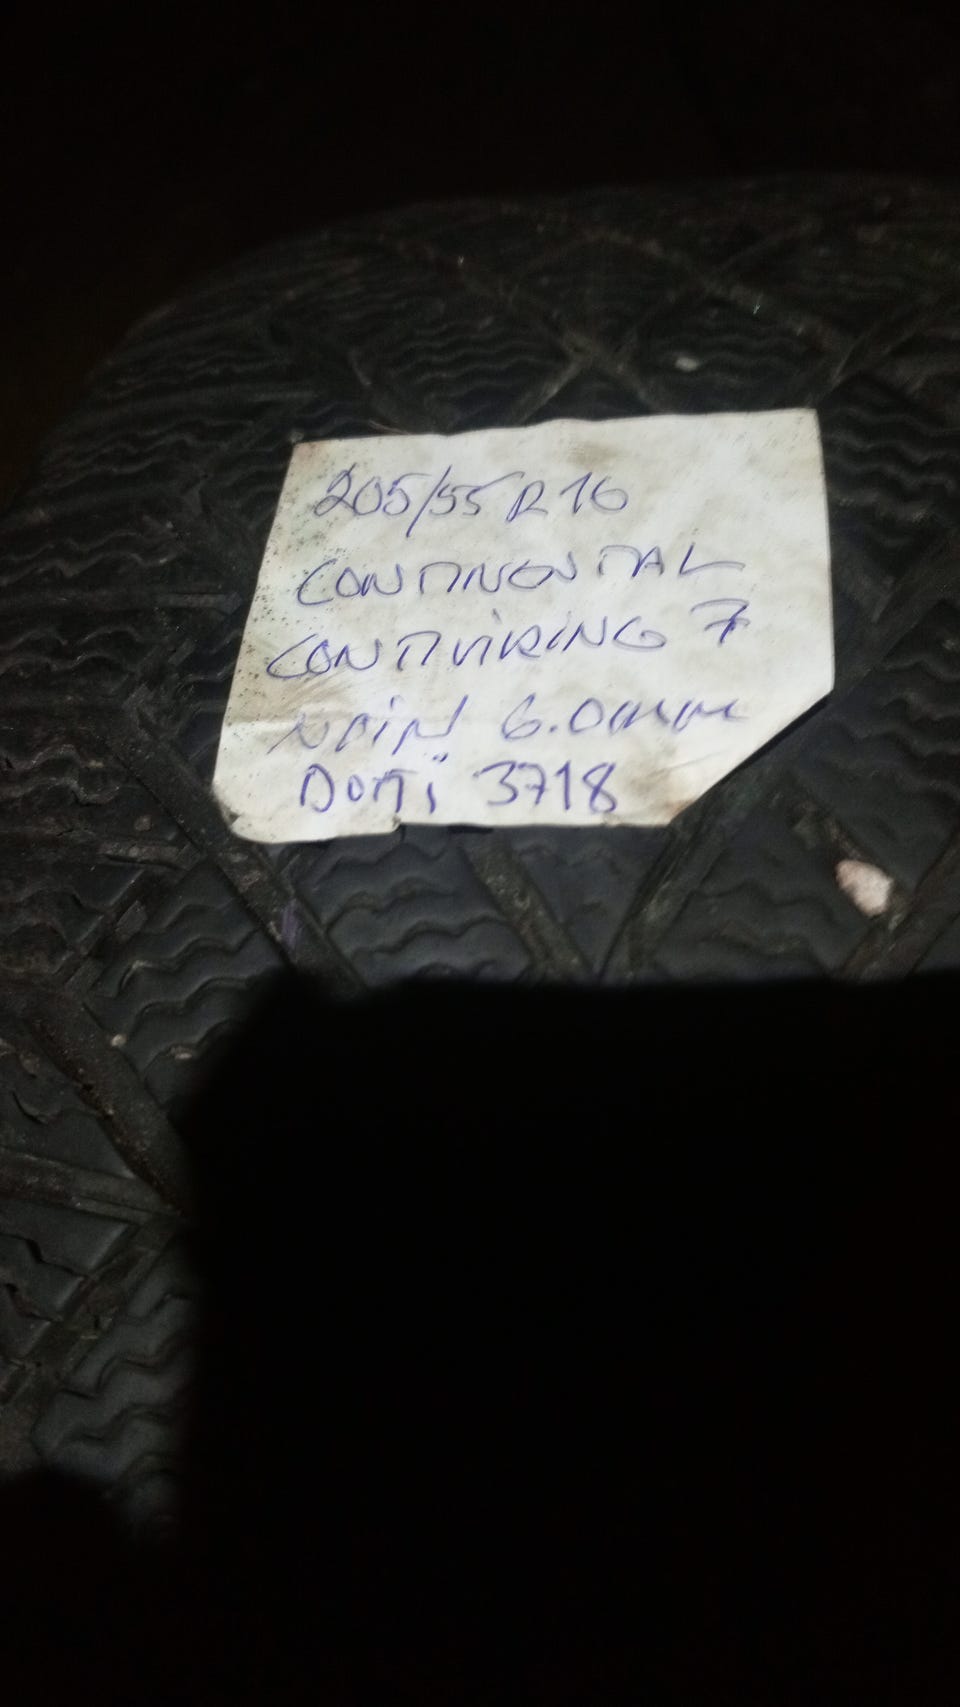 205/55 R16
CONTINENTAL
CONTIVIKING 7
MIN 6.0mm
DOT: 3718